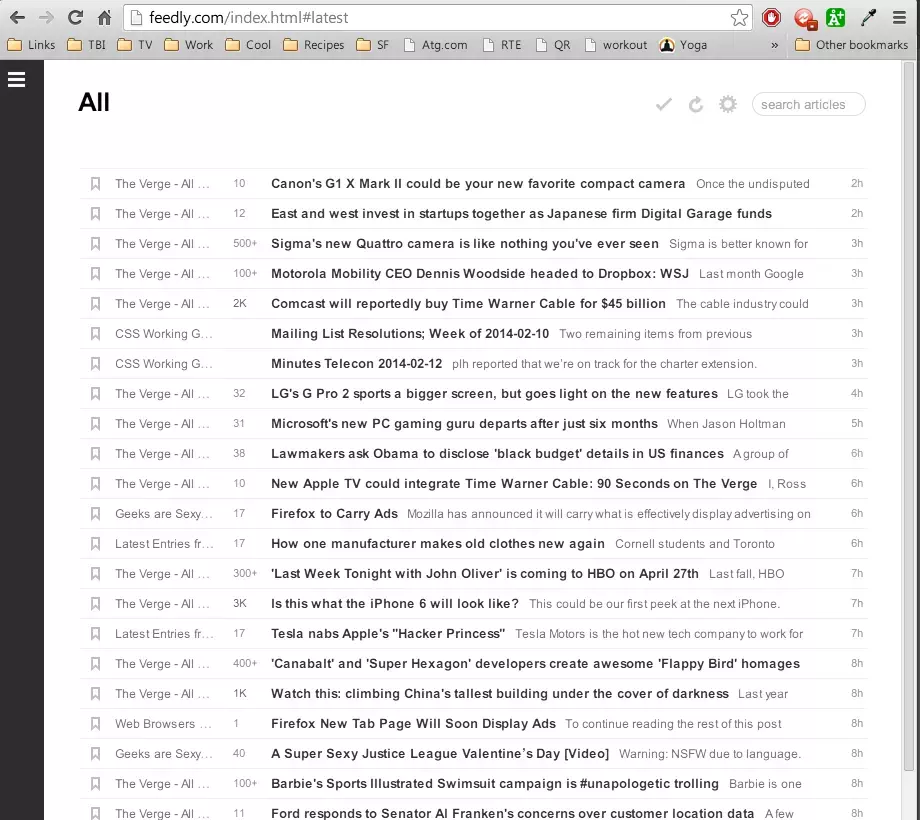 feedly.com/index.html#latest
Links TBI TV Work Cool Recipes SF Atg.com RTE QR workout Yoga » Other bookmarks
All
search articles
The Verge - All ... 10 Canon's G1 X Mark II could be your new favorite compact camera Once the undisputed 2h
The Verge - All ... 12 East and west invest in startups together as Japanese firm Digital Garage funds 2h
The Verge - All ... 500+ Sigma's new Quattro camera is like nothing you've ever seen Sigma is better known for 3h
The Verge - All ... 100+ Motorola Mobility CEO Dennis Woodside headed to Dropbox: WSJ Last month Google 3h
The Verge - All ... 2K Comcast will reportedly buy Time Warner Cable for $45 billion The cable industry could 3h
CSS Working G... Mailing List Resolutions; Week of 2014-02-10 Two remaining items from previous 3h
CSS Working G... Minutes Telecon 2014-02-12 plh reported that we're on track for the charter extension. 3h
The Verge - All ... 32 LG's G Pro 2 sports a bigger screen, but goes light on the new features LG took the 4h
The Verge - All ... 31 Microsoft's new PC gaming guru departs after just six months When Jason Holtman 5h
The Verge - All ... 38 Lawmakers ask Obama to disclose 'black budget' details in US finances A group of 6h
The Verge - All ... 10 New Apple TV could integrate Time Warner Cable: 90 Seconds on The Verge I, Ross 6h
Geeks are Sexy... 17 Firefox to Carry Ads Mozilla has announced it will carry what is effectively display advertising on 6h
Latest Entries fr... 17 How one manufacturer makes old clothes new again Cornell students and Toronto 6h
The Verge - All ... 300+ 'Last Week Tonight with John Oliver' is coming to HBO on April 27th Last fall, HBO 7h
The Verge - All ... 3K Is this what the iPhone 6 will look like? This could be our first peek at the next iPhone. 7h
Latest Entries fr... 17 Tesla nabs Apple's "Hacker Princess" Tesla Motors is the hot new tech company to work for 7h
The Verge - All ... 400+ 'Canabalt' and 'Super Hexagon' developers create awesome 'Flappy Bird' homages 8h
The Verge - All ... 1K Watch this: climbing China's tallest building under the cover of darkness Last year 8h
Web Browsers ... 1 Firefox New Tab Page Will Soon Display Ads To continue reading the rest of this post 8h
Geeks are Sexy... 40 A Super Sexy Justice League Valentine's Day [Video] Warning: NSFW due to language. 8h
The Verge - All ... 100+ Barbie's Sports Illustrated Swimsuit campaign is #unapologetic trolling Barbie is one 8h
The Verge - All ... 11 Ford responds to Senator Al Franken's concerns over customer location data A few 8h